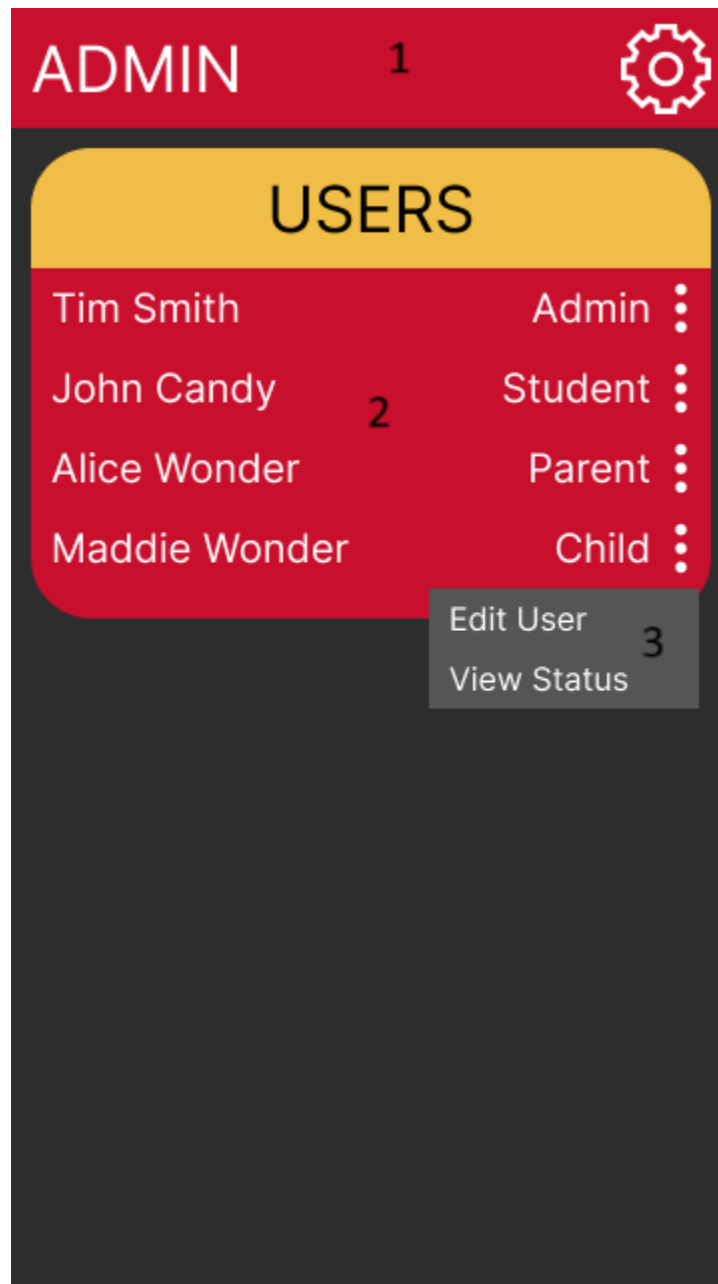 ADMIN 1
USERS
Tim Smith Admin
John Candy Student
2
Alice Wonder Parent
Maddie Wonder Child
Edit User
3
View Status